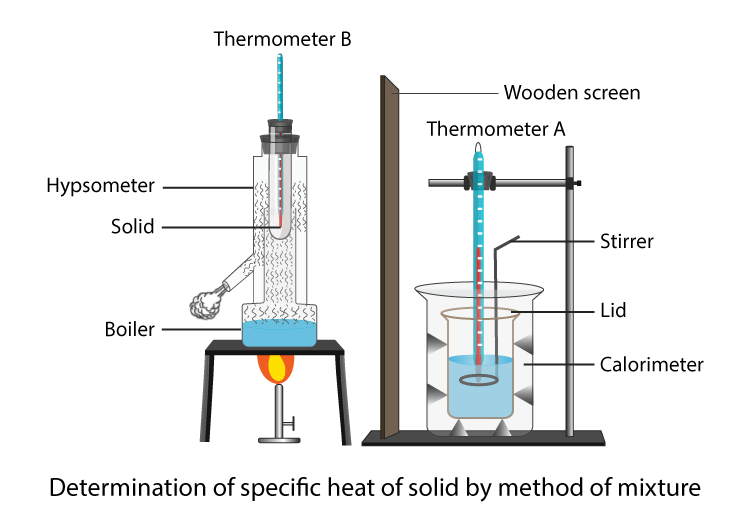 Thermometer B
Wooden screen
Thermometer A
Hypsometer
Solid
Stirrer
Lid
Boiler
Calorimeter
Determination of specific heat of solid by method of mixture